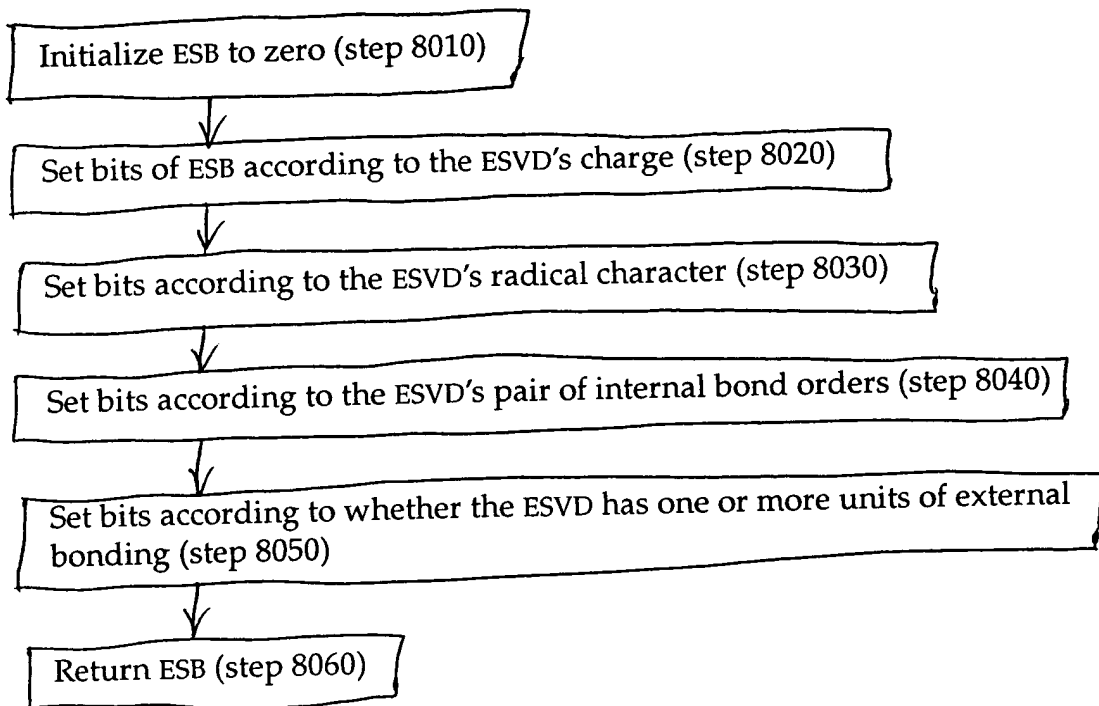 Initialize ESB to zero (step 8010)
Set bits of ESB according to the ESVD's charge (step 8020)
Set bits according to the ESVD's radical character (step 8030)
Set bits according to the ESVD's pair of internal bond orders (step 8040)
Set bits according to whether the ESVD has one or more units of external
bonding (step 8050)
Return ESB (step 8060)